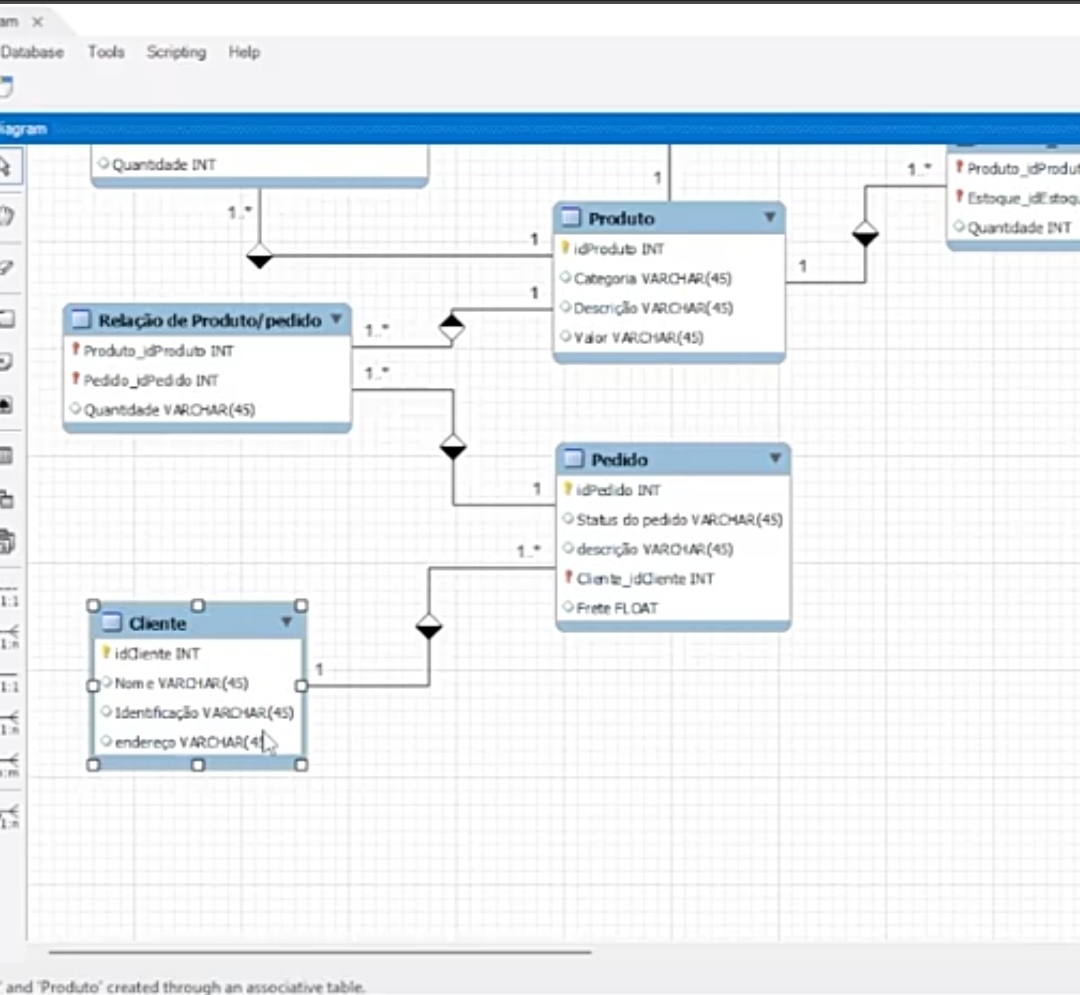 am ×
Database Tools Scripting Help
iagram
Quantidade INT
1..*
1
1
Produto
idProduto INT
Categoria VARCHAR(45)
Descrição VARCHAR(45)
Valor VARCHAR(45)
1
1..*
Produto_idProdut
Estoque_idEstoqu
Quantidade INT
Relação de Produto/pedido
Produto_idProduto INT
Pedido_idPedido INT
Quantidade VARCHAR(45)
1..*
1
1..*
1
Pedido
idPedido INT
Status do pedido VARCHAR(45)
descrição VARCHAR(45)
Cliente_idCliente INT
Frete FLOAT
1..*
1
Cliente
idCliente INT
Nome VARCHAR(45)
Identificação VARCHAR(45)
endereço VARCHAR(45
1:1
1:n
1:1
1:n
n:m
1:n
' and 'Produto' created through an associative table.